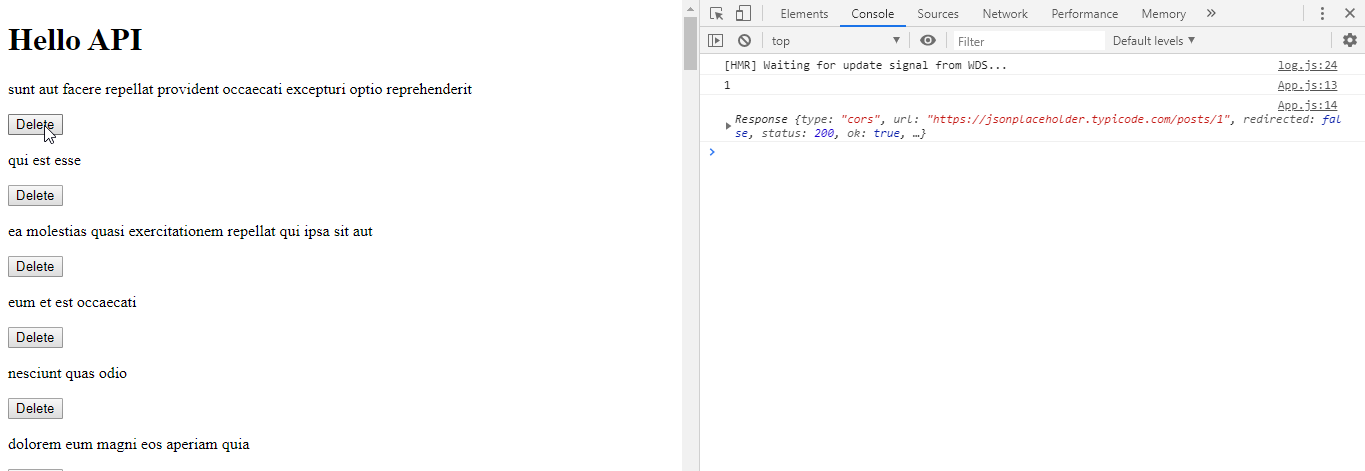 Hello API
sunt aut facere repellat provident occaecati excepturi optio reprehenderit
Delete
qui est esse
Delete
ea molestias quasi exercitationem repellat qui ipsa sit aut
Delete
eum et est occaecati
Delete
nesciunt quas odio
Delete
dolorem eum magni eos aperiam quia
Elements Console Sources Network Performance Memory »
top ▼ Filter Default levels ▼
[HMR] Waiting for update signal from WDS... log.js:24
1 App.js:13
App.js:14
Response {type: "cors", url: "https://jsonplaceholder.typicode.com/posts/1", redirected: fal
se, status: 200, ok: true, …}